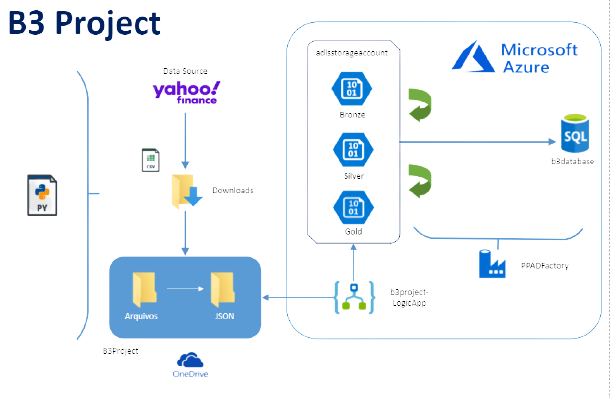 B3 Project
Data Source
yahoo!
finance
CSV
Downloads
PY
Arquivos
JSON
B3Project
OneDrive
adlsstorageaccount
10
01
Bronze
10
01
Silver
10
01
Gold
b3project-
LogicApp
Microsoft
Azure
SQL
b3database
PPADFactory